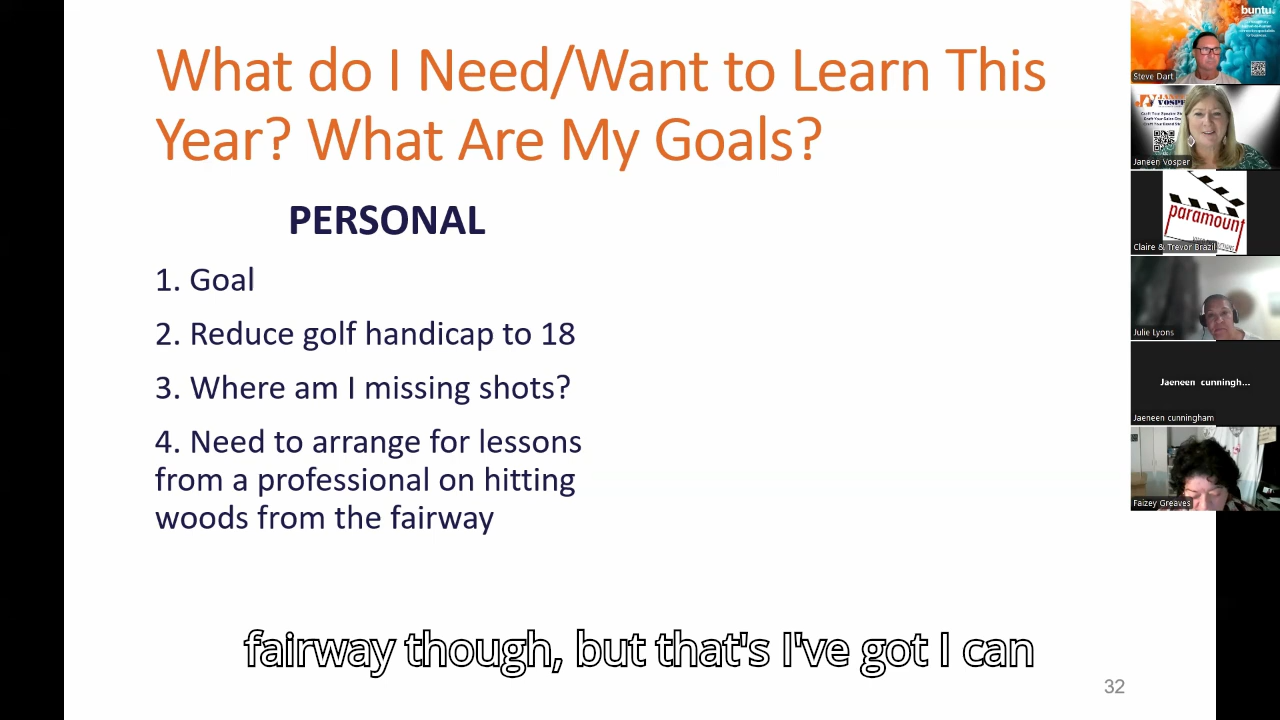 What do I Need/Want to Learn This
Year? What Are My Goals?
PERSONAL
1. Goal
2. Reduce golf handicap to 18
3. Where am I missing shots?
4. Need to arrange for lessons
from a professional on hitting
woods from the fairway
fairway though, but that's I've got I can
32
buntu.
Steve Dart
VOSPER
Janeen Vosper
paramount
Claire & Trevor Brazil
Julie Lyons
Jaeneen cunningh...
Jaeneen cunningham
Faizey Greaves